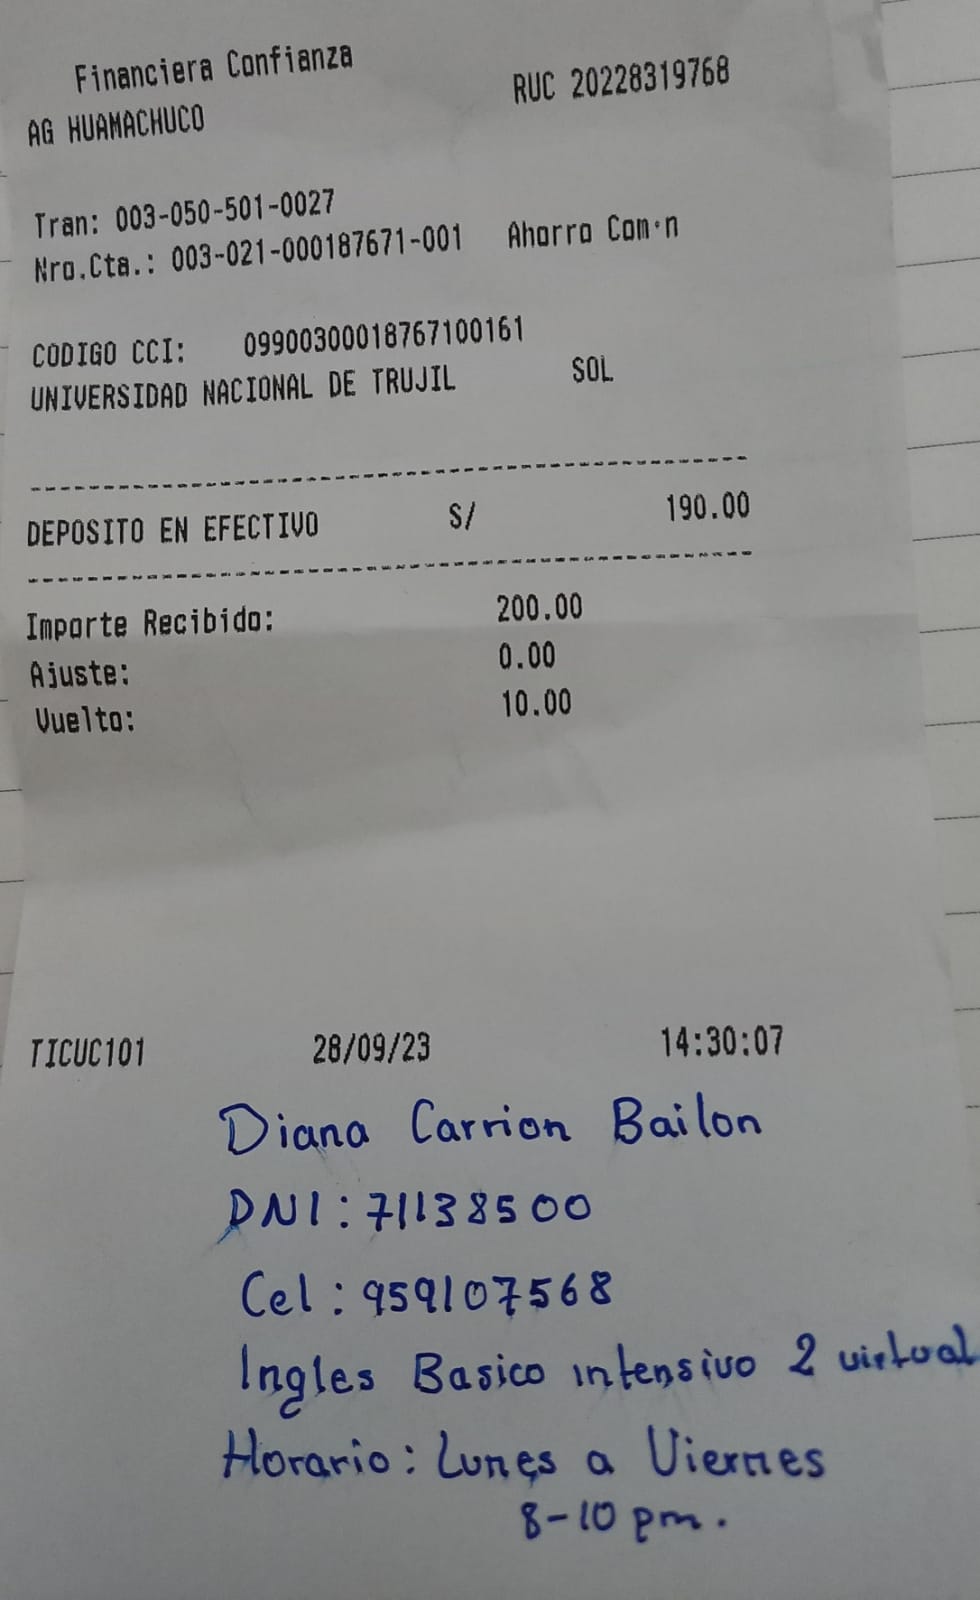 Financiera Confianza
RUC 20228319768
AG HUAMACHUCO
Tran: 003-050-501-0027
Nro.Cta.: 003-021-000187671-001 Ahorro Com·n
CODIGO CCI: 09900300018767100161
UNIVERSIDAD NACIONAL DE TRUJIL SOL
DEPOSITO EN EFECTIVO S/ 190.00
Importe Recibido: 200.00
Ajuste: 0.00
Vuelto: 10.00
TICUC101 28/09/23 14:30:07
Diana Carrion Bailon
DNI: 71138500
Cel: 959107568
Ingles Basico intensivo 2 virtual
Horario: Lunes a Viernes
8-10 pm.